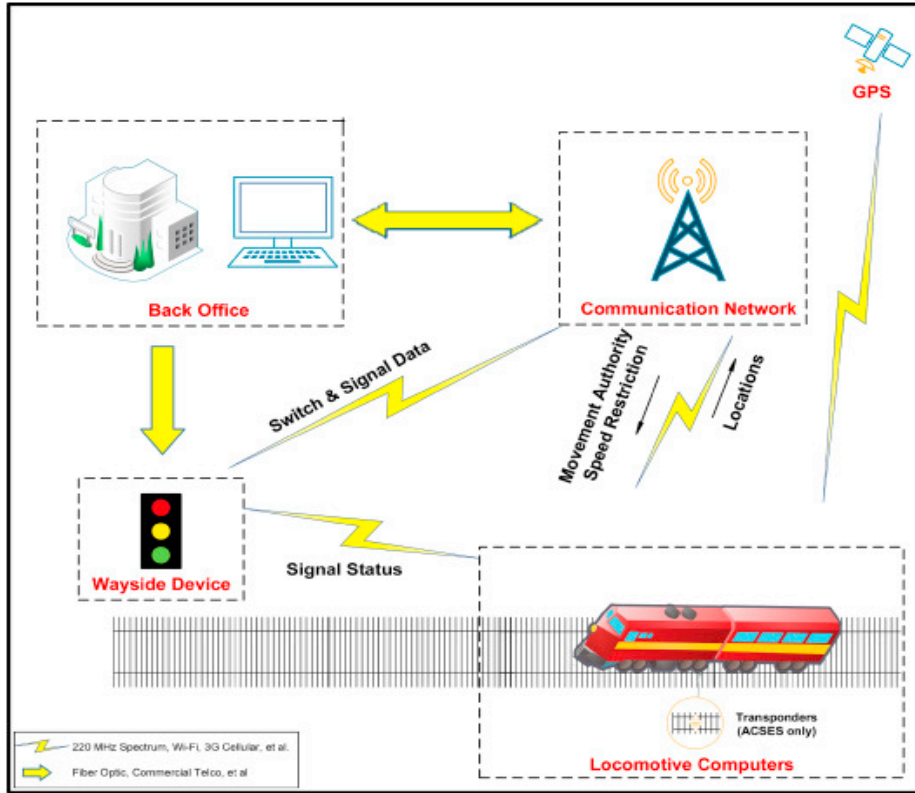 GPS
Back Office
Communication Network
Switch & Signal Data
Movement Authority
Speed Restriction
Locations
Wayside Device
Signal Status
Transponders
(ACSES only)
Locomotive Computers
220 MHz Spectrum, Wi-Fi, 3G Cellular, et al.
Fiber Optic, Commercial Telco, et al